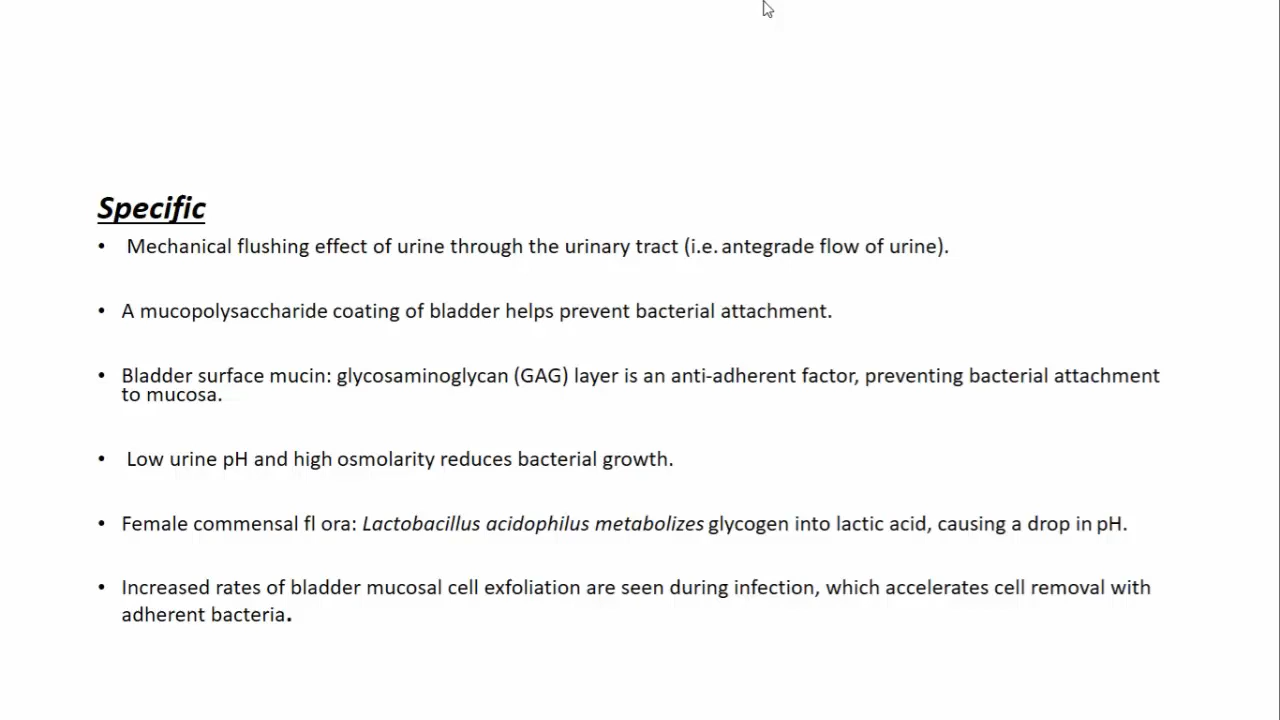 Specific
• Mechanical flushing effect of urine through the urinary tract (i.e. antegrade flow of urine).
• A mucopolysaccharide coating of bladder helps prevent bacterial attachment.
• Bladder surface mucin: glycosaminoglycan (GAG) layer is an anti-adherent factor, preventing bacterial attachment
to mucosa.
• Low urine pH and high osmolarity reduces bacterial growth.
• Female commensal fl ora: Lactobacillus acidophilus metabolizes glycogen into lactic acid, causing a drop in pH.
• Increased rates of bladder mucosal cell exfoliation are seen during infection, which accelerates cell removal with
adherent bacteria.